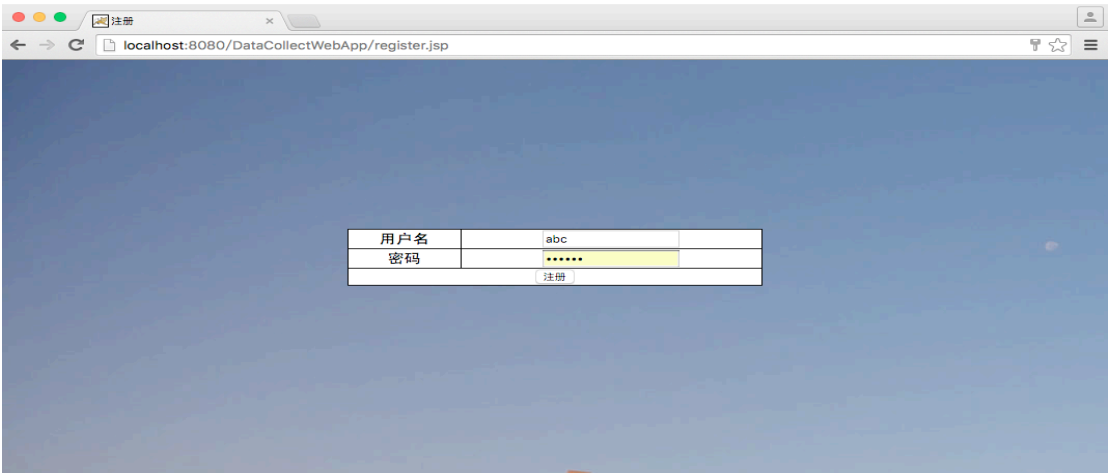 注册
localhost:8080/DataCollectWebApp/register.jsp
用户名 abc
密码 ••••••
注册